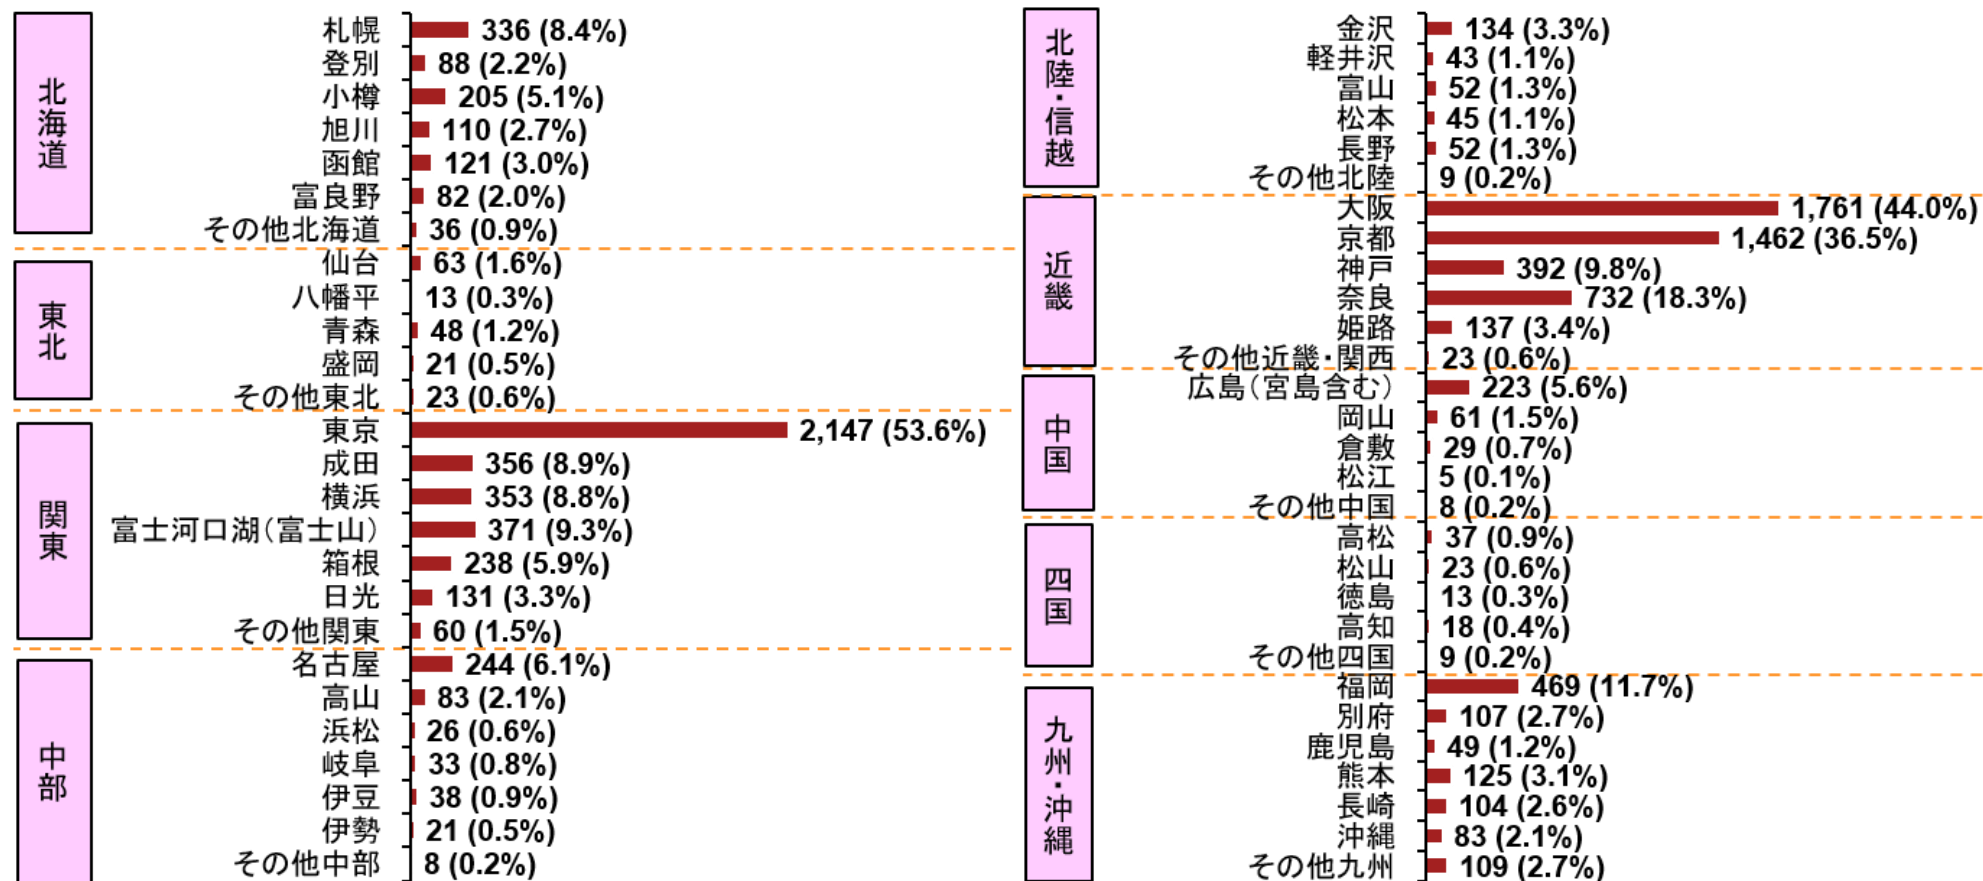 北海道
札幌 336 (8.4%)
登別 88 (2.2%)
小樽 205 (5.1%)
旭川 110 (2.7%)
函館 121 (3.0%)
富良野 82 (2.0%)
その他北海道 36 (0.9%)
東北
仙台 63 (1.6%)
八幡平 13 (0.3%)
青森 48 (1.2%)
盛岡 21 (0.5%)
その他東北 23 (0.6%)
関東
東京 2,147 (53.6%)
成田 356 (8.9%)
横浜 353 (8.8%)
富士河口湖（富士山） 371 (9.3%)
箱根 238 (5.9%)
日光 131 (3.3%)
その他関東 60 (1.5%)
中部
名古屋 244 (6.1%)
高山 83 (2.1%)
浜松 26 (0.6%)
岐阜 33 (0.8%)
伊豆 38 (0.9%)
伊勢 21 (0.5%)
その他中部 8 (0.2%)
北陸・信越
金沢 134 (3.3%)
軽井沢 43 (1.1%)
富山 52 (1.3%)
松本 45 (1.1%)
長野 52 (1.3%)
その他北陸 9 (0.2%)
近畿
大阪 1,761 (44.0%)
京都 1,462 (36.5%)
神戸 392 (9.8%)
奈良 732 (18.3%)
姫路 137 (3.4%)
その他近畿・関西 23 (0.6%)
中国
広島（宮島含む） 223 (5.6%)
岡山 61 (1.5%)
倉敷 29 (0.7%)
松江 5 (0.1%)
その他中国 8 (0.2%)
四国
高松 37 (0.9%)
松山 23 (0.6%)
徳島 13 (0.3%)
高知 18 (0.4%)
その他四国 9 (0.2%)
九州・沖縄
福岡 469 (11.7%)
別府 107 (2.7%)
鹿児島 49 (1.2%)
熊本 125 (3.1%)
長崎 104 (2.6%)
沖縄 83 (2.1%)
その他九州 109 (2.7%)